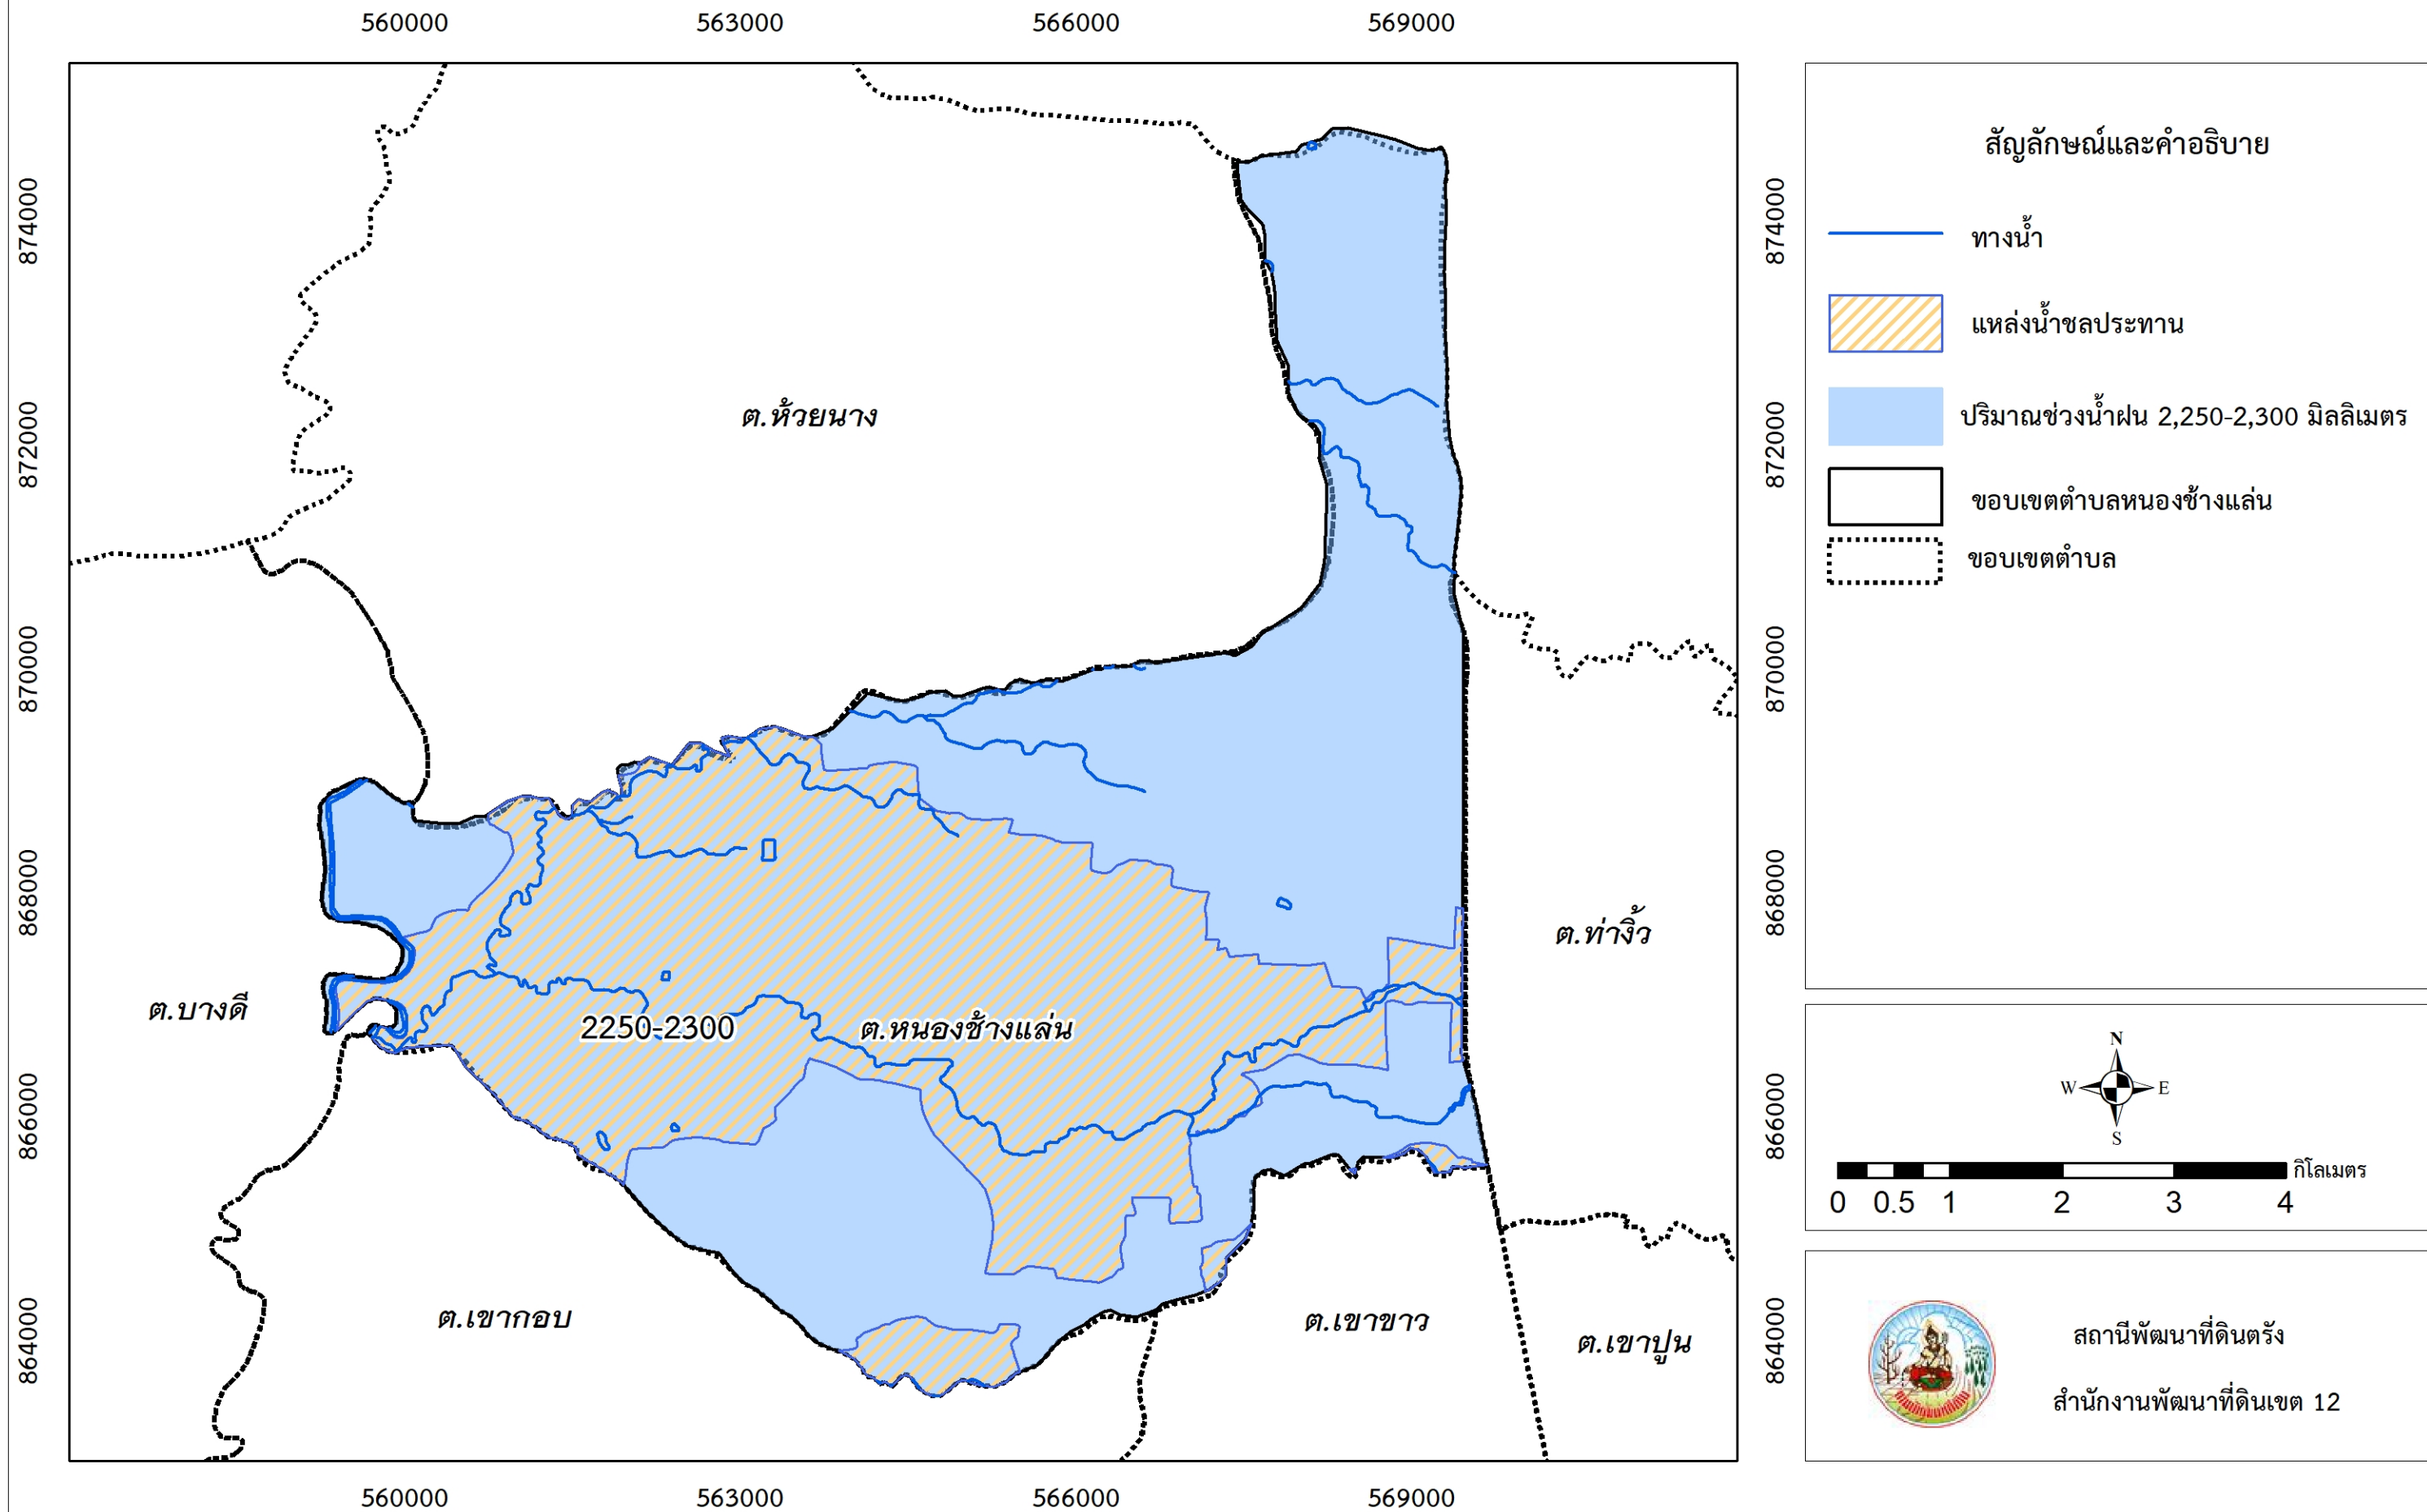 560000 563000 566000 569000
874000
872000
870000
868000
866000
864000
ต.ห้วยนาง
ต.ท่างิ้ว
ต.บางดี
2250-2300
ต.หนองช้างแล่น
ต.เขากอบ
ต.เขาขาว
ต.เขาปูน
874000
872000
870000
868000
866000
864000
560000 563000 566000 569000
สัญลักษณ์และคำอธิบาย
ทางน้ำ
แหล่งน้ำชลประทาน
ปริมาณช่วงน้ำฝน 2,250-2,300 มิลลิเมตร
ขอบเขตตำบลหนองช้างแล่น
ขอบเขตตำบล
N
W E
S
กิโลเมตร
0 0.5 1 2 3 4
สถานีพัฒนาที่ดินตรัง
สำนักงานพัฒนาที่ดินเขต 12